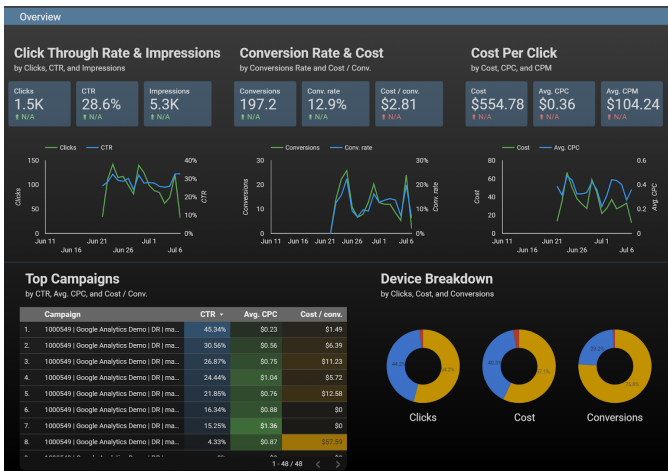 Overview
Click Through Rate & Impressions
by Clicks, CTR, and Impressions
Clicks
1.5K
N/A
CTR
28.6%
N/A
Impressions
5.3K
N/A
Clicks CTR
150
100
50
0
Clicks
40%
30%
20%
10%
0%
CTR
Jun 11
Jun 16
Jun 21
Jun 26
Jul 1
Jul 6
Conversion Rate & Cost
by Conversions Rate and Cost / Conv.
Conversions
197.2
N/A
Conv. rate
12.9%
N/A
Cost / conv.
$2.81
N/A
Conversions Conv. rate
30
20
10
0
Conversions
30%
20%
10%
0%
Conv. rate
Jun 11
Jun 16
Jun 21
Jun 26
Jul 1
Jul 6
Cost Per Click
by Cost, CPC, and CPM
Cost
$554.78
N/A
Avg. CPC
$0.36
N/A
Avg. CPM
$104.24
N/A
Cost Avg. CPC
80
60
40
20
0
Cost
0.6
0.4
0.2
0
Avg. CPC
Jun 11
Jun 16
Jun 21
Jun 26
Jul 1
Jul 6
Top Campaigns
by CTR, Avg. CPC, and Cost / Conv.
Campaign CTR Avg. CPC Cost / conv.
1. 1000549 | Google Analytics Demo | DR | ma... 45.34% $0.23 $1.49
2. 1000549 | Google Analytics Demo | DR | ma... 30.56% $0.56 $6.39
3. 1000549 | Google Analytics Demo | DR | ma... 26.87% $0.75 $11.23
4. 1000549 | Google Analytics Demo | DR | ma... 24.44% $1.04 $5.72
5. 1000549 | Google Analytics Demo | DR | ma... 21.85% $0.76 $12.58
6. 1000549 | Google Analytics Demo | DR | ma... 16.34% $0.88 $0
7. 1000549 | Google Analytics Demo | DR | ma... 15.25% $1.36 $0
8. 1000549 | Google Analytics Demo | DR | ma... 4.33% $0.87 $57.59
1 - 48 / 48
Device Breakdown
by Clicks, Cost, and Conversions
Clicks
Cost
Conversions